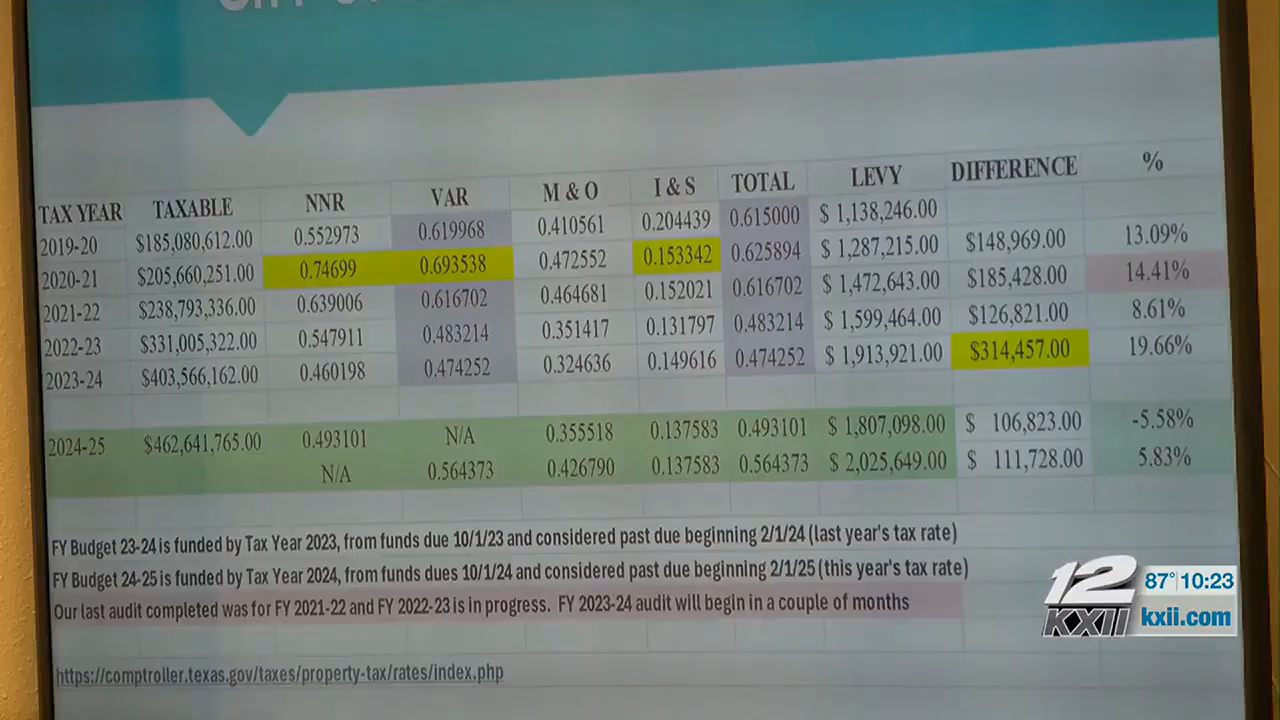 TAX YEAR TAXABLE NNR VAR M & O I & S TOTAL LEVY DIFFERENCE %
2019-20 $185,080,612.00 0.552973 0.619968 0.410561 0.204439 0.615000 $ 1,138,246.00
2020-21 $205,660,251.00 0.74699 0.693538 0.472552 0.153342 0.625894 $ 1,287,215.00 $148,969.00 13.09%
2021-22 $238,793,336.00 0.639006 0.616702 0.464681 0.152021 0.616702 $ 1,472,643.00 $185,428.00 14.41%
2022-23 $331,005,322.00 0.547911 0.483214 0.351417 0.131797 0.483214 $ 1,599,464.00 $126,821.00 8.61%
2023-24 $403,566,162.00 0.460198 0.474252 0.324636 0.149616 0.474252 $ 1,913,921.00 $314,457.00 19.66%
2024-25 $462,641,765.00 0.493101 N/A 0.355518 0.137583 0.493101 $ 1,807,098.00 $ 106,823.00 -5.58%
N/A 0.564373 0.426790 0.137583 0.564373 $ 2,025,649.00 $ 111,728.00 5.83%
FY Budget 23-24 is funded by Tax Year 2023, from funds due 10/1/23 and considered past due beginning 2/1/24 (last year's tax rate)
FY Budget 24-25 is funded by Tax Year 2024, from funds dues 10/1/24 and considered past due beginning 2/1/25 (this year's tax rate)
Our last audit completed was for FY 2021-22 and FY 2022-23 is in progress. FY 2023-24 audit will begin in a couple of months
https://comptroller.texas.gov/taxes/property-tax/rates/index.php
12 87° 10:23
KXII kxii.com